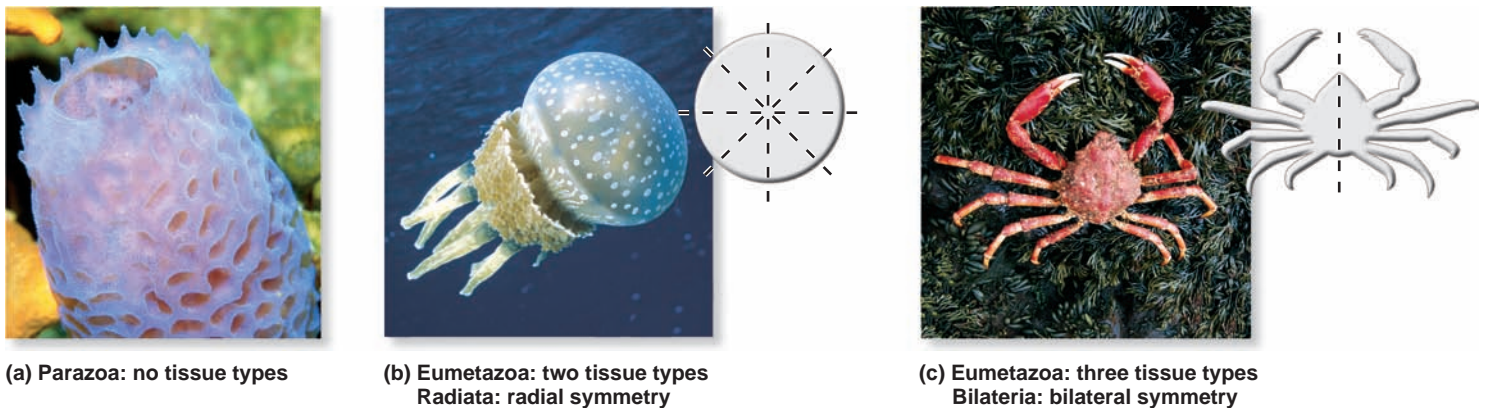 (a) Parazoa: no tissue types
(b) Eumetazoa: two tissue types
Radiata: radial symmetry
(c) Eumetazoa: three tissue types
Bilateria: bilateral symmetry